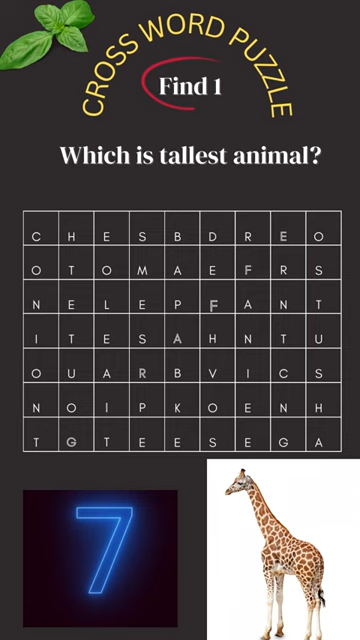 CROSS WORD PUZZLE
Find 1
Which is tallest animal?
C H E S B D R E O
O T O M A E F R S
N E L E P F A N T
I T E S A H N T U
O U A R B V I C S
N O I P K O E N H
T G T E E S E G A
7